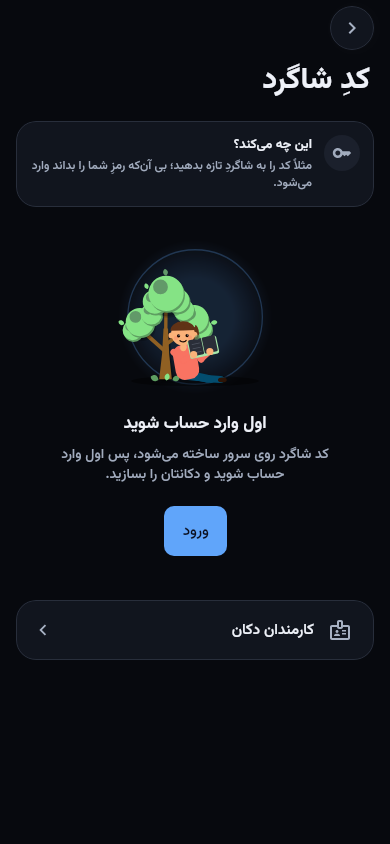 کدِ شاگرد
این چه می‌کند؟
مثلاً کد را به شاگردِ تازه بدهید؛ بی آن‌که رمزِ شما را بداند وارد
می‌شود.
اول وارد حساب شوید
کد شاگرد روی سرور ساخته می‌شود، پس اول وارد
حساب شوید و دکانتان را بسازید.
ورود
کارمندان دکان